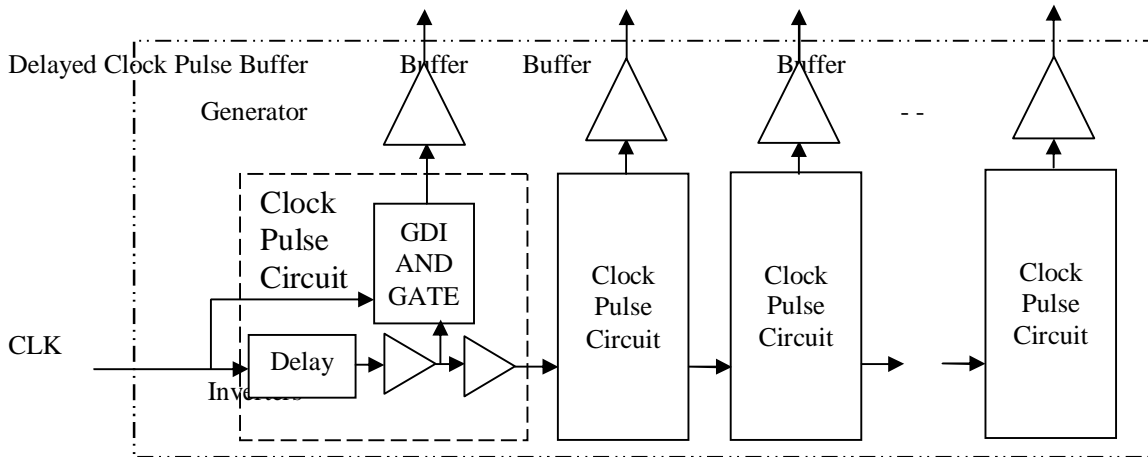 Delayed Clock Pulse Buffer Buffer Buffer Buffer
Generator - -
Clock
Pulse
Circuit
GDI
AND
GATE
Clock
Pulse
Circuit
Clock
Pulse
Circuit
Clock
Pulse
Circuit
CLK
Delay
Inverters